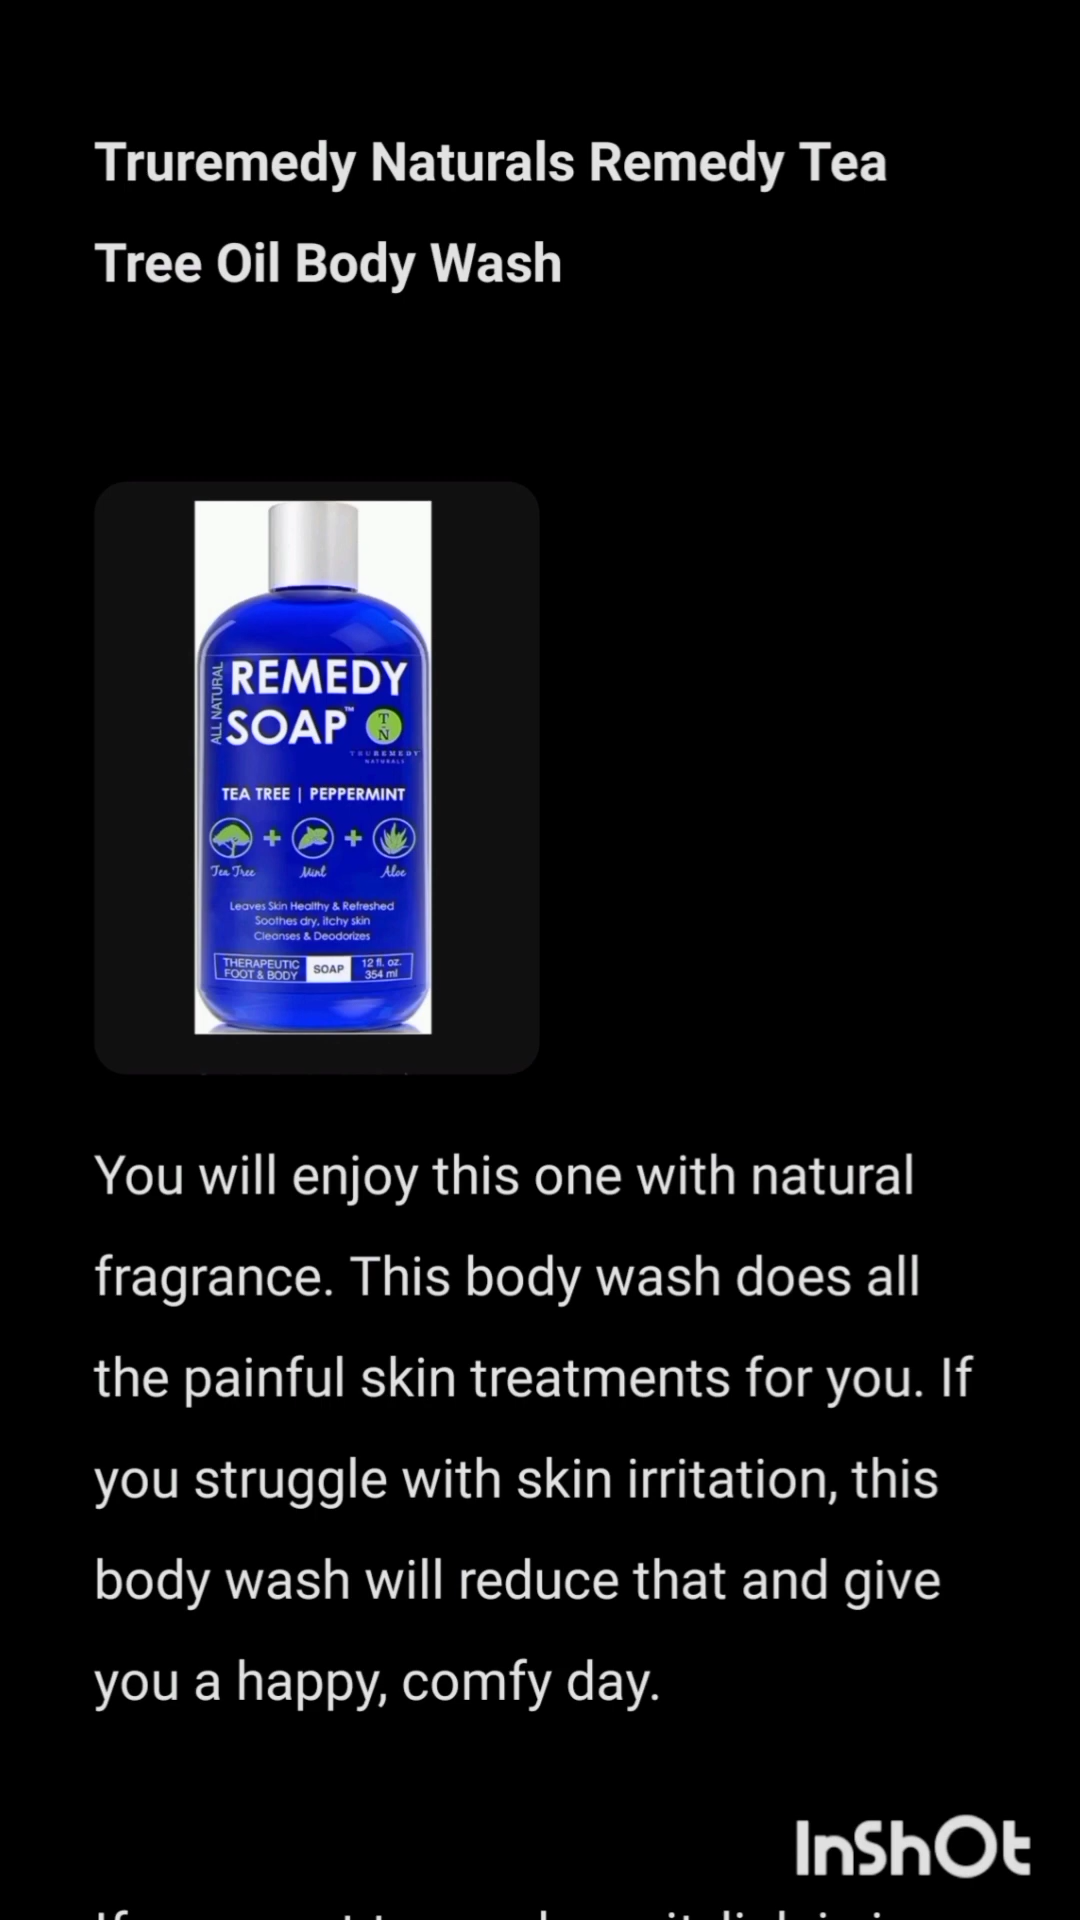 Truremedy Naturals Remedy Tea
Tree Oil Body Wash
ALL NATURAL
REMEDY
SOAP™
T
N
TRUREMEDY
NATURALS
TEA TREE | PEPPERMINT
+ +
Tea Tree Mint Aloe
Leaves Skin Healthy & Refreshed
Soothes dry, itchy skin
Cleanses & Deodorizes
THERAPEUTIC
FOOT & BODY
SOAP
12 fl. oz.
354 ml
You will enjoy this one with natural
fragrance. This body wash does all
the painful skin treatments for you. If
you struggle with skin irritation, this
body wash will reduce that and give
you a happy, comfy day.
InShOt